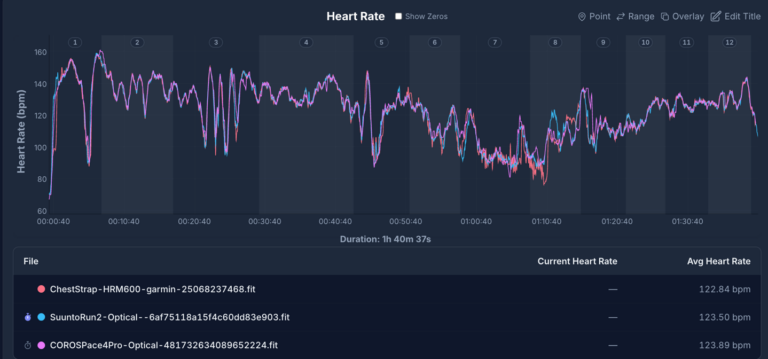 Heart Rate Show Zeros Point Range Overlay Edit Title
1 2 3 4 5 6 7 8 9 10 11 12
Heart Rate (bpm)
160
140
120
100
80
60
00:00:40 00:10:40 00:20:40 00:30:40 00:40:40 00:50:40 01:00:40 01:10:40 01:20:40 01:30:40
Duration: 1h 40m 37s
File Current Heart Rate Avg Heart Rate
ChestStrap-HRM600-garmin-25068237468.fit — 122.84 bpm
SuuntoRun2-Optical--6af75118a15f4c60dd83e903.fit — 123.50 bpm
COROSPace4Pro-Optical-481732634089652224.fit — 123.89 bpm